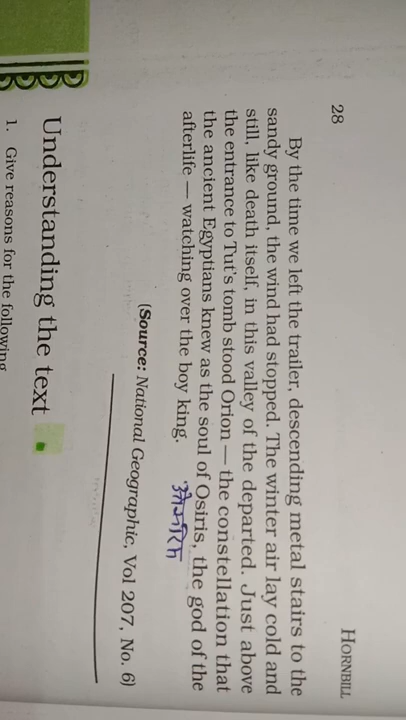 28 HORNBILL
By the time we left the trailer, descending metal stairs to the
sandy ground, the wind had stopped. The winter air lay cold and
still, like death itself, in this valley of the departed. Just above
the entrance to Tut's tomb stood Orion — the constellation that
the ancient Egyptians knew as the soul of Osiris, the god of the
afterlife — watching over the boy king.
(Source: National Geographic, Vol 207, No. 6)
Understanding the text
1. Give reasons for the following